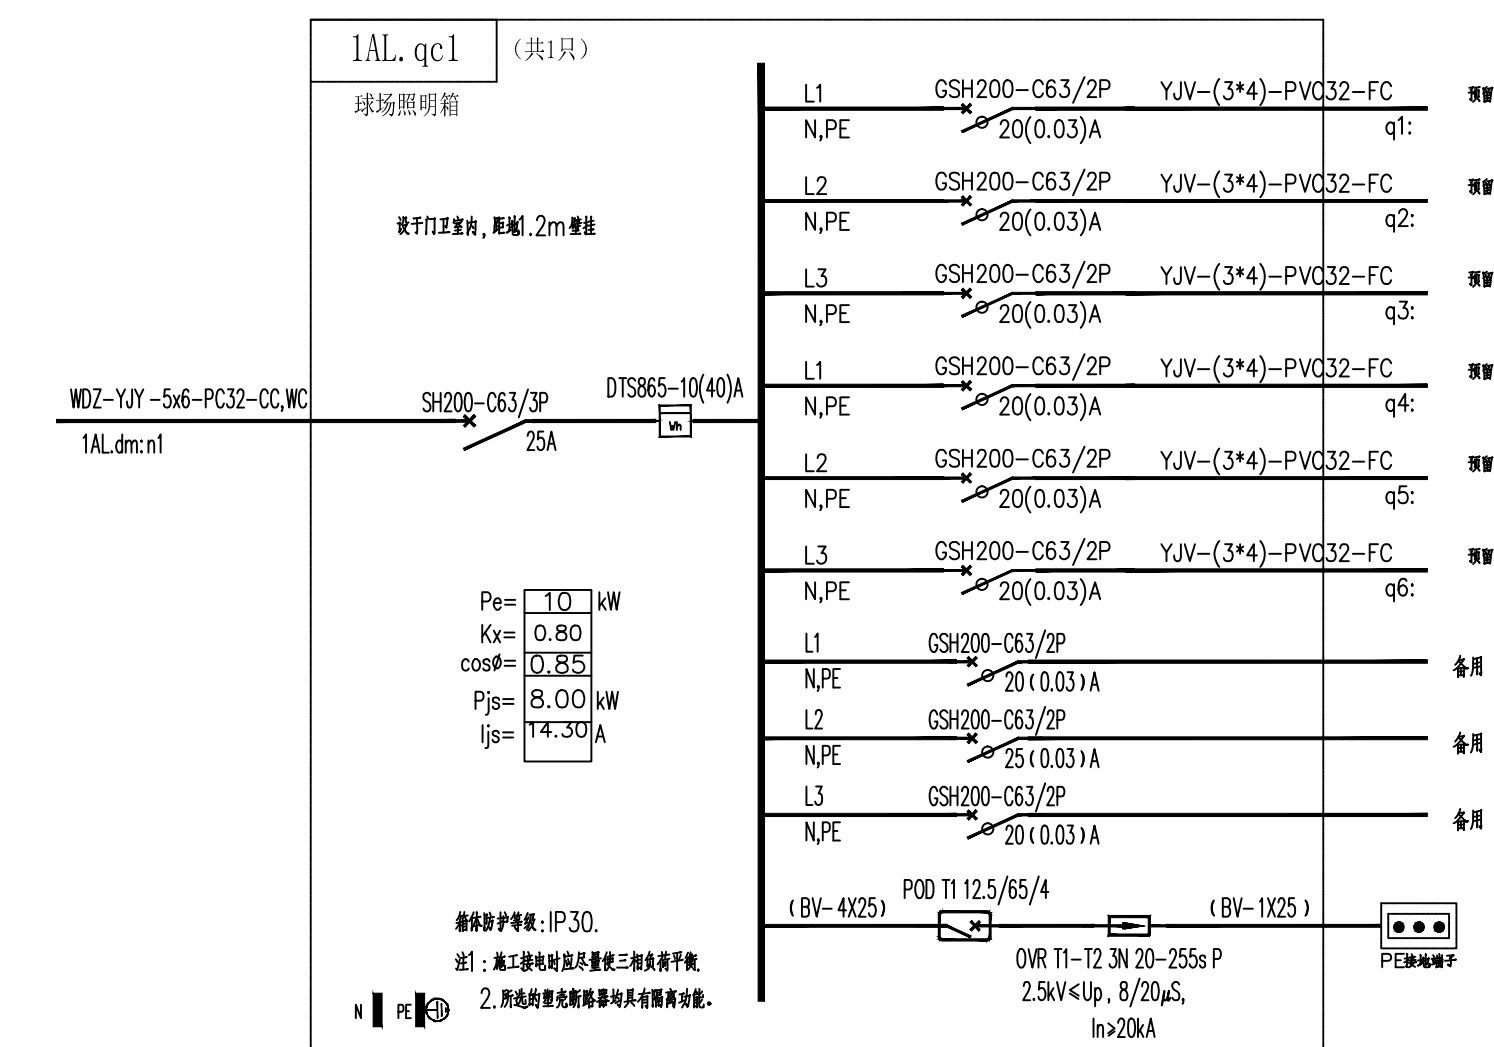 1AL.qc1 (共1只)
球场照明箱
设于门卫室内,距地1.2m壁挂
WDZ-YJY-5x6-PC32-CC,WC
1AL.dm:n1
SH200-C63/3P
25A
DTS865-10(40)A
Wh
L1 GSH200-C63/2P YJV-(3*4)-PVC32-FC 预留
N,PE 20(0.03)A q1:
L2 GSH200-C63/2P YJV-(3*4)-PVC32-FC 预留
N,PE 20(0.03)A q2:
L3 GSH200-C63/2P YJV-(3*4)-PVC32-FC 预留
N,PE 20(0.03)A q3:
L1 GSH200-C63/2P YJV-(3*4)-PVC32-FC 预留
N,PE 20(0.03)A q4:
L2 GSH200-C63/2P YJV-(3*4)-PVC32-FC 预留
N,PE 20(0.03)A q5:
L3 GSH200-C63/2P YJV-(3*4)-PVC32-FC 预留
N,PE 20(0.03)A q6:
L1 GSH200-C63/2P 备用
N,PE 20(0.03)A
L2 GSH200-C63/2P 备用
N,PE 25(0.03)A
L3 GSH200-C63/2P 备用
N,PE 20(0.03)A
Pe= 10 kW
Kx= 0.80
cosø= 0.85
Pjs= 8.00 kW
Ijs= 14.30 A
(BV-4X25) POD T1 12.5/65/4 (BV-1X25)
OVR T1-T2 3N 20-255s P
2.5kV≤Up, 8/20μS,
In≥20kA
PE接地端子
箱体防护等级:IP30.
注1:施工接电时应尽量使三相负荷平衡.
2.所选的塑壳断路器均具有隔离功能。
N PE